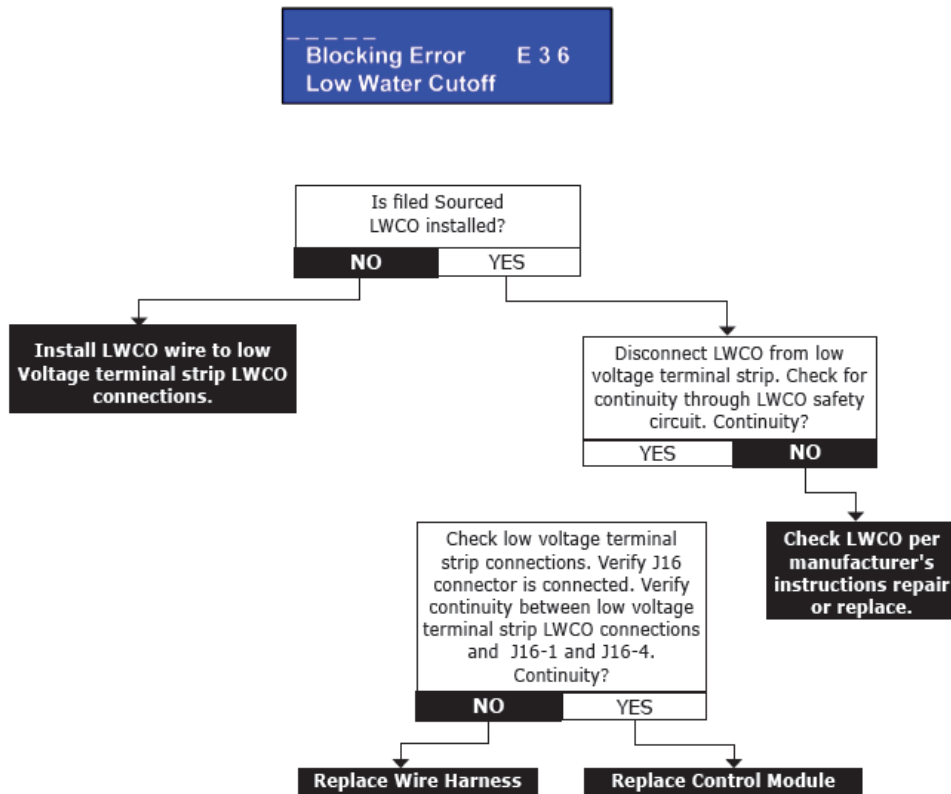 _ _ _ _ _
Blocking Error E 3 6
Low Water Cutoff
Is filed Sourced
LWCO installed?
NO YES
Install LWCO wire to low
Voltage terminal strip LWCO
connections.
Disconnect LWCO from low
voltage terminal strip. Check for
continuity through LWCO safety
circuit. Continuity?
YES NO
Check low voltage terminal
strip connections. Verify J16
connector is connected. Verify
continuity between low voltage
terminal strip LWCO connections
and J16-1 and J16-4.
Continuity?
NO YES
Check LWCO per
manufacturer's
instructions repair
or replace.
Replace Wire Harness
Replace Control Module